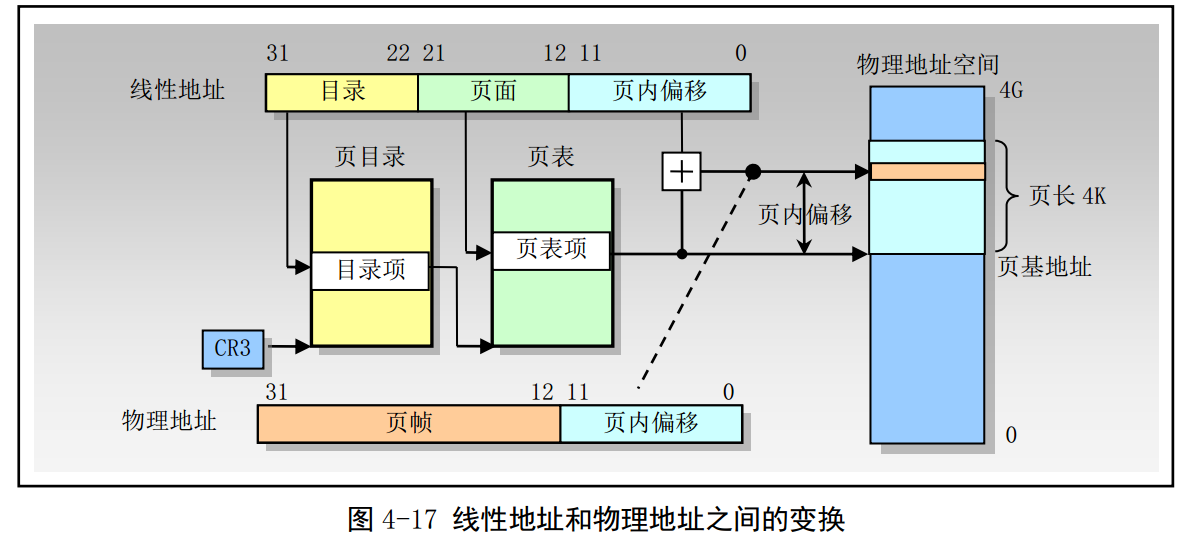 31 22 21 12 11 0
线性地址 目录 页面 页内偏移
物理地址空间
4G
页目录 页表
目录项
页表项
+
页内偏移
页长 4K
页基地址
CR3
31 12 11 0
物理地址 页帧 页内偏移
0
图 4-17 线性地址和物理地址之间的变换